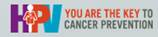 HPV YOU ARE THE KEY TO
CANCER PREVENTION